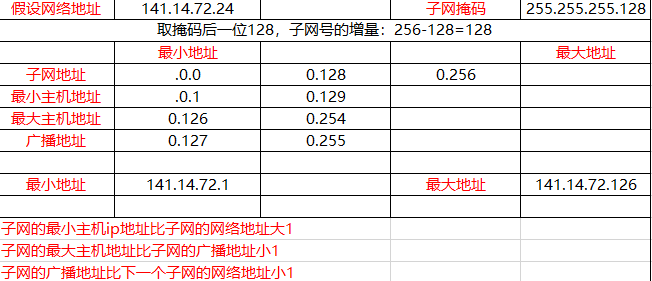 假设网络地址 141.14.72.24 子网掩码 255.255.255.128
取掩码后一位128，子网号的增量：256-128=128
最小地址 最大地址
子网地址 .0.0 0.128 0.256
最小主机地址 .0.1 0.129
最大主机地址 0.126 0.254
广播地址 0.127 0.255
最小地址 141.14.72.1 最大地址 141.14.72.126
子网的最小主机ip地址比子网的网络地址大1
子网的最大主机地址比子网的广播地址小1
子网的广播地址比下一个子网的网络地址小1